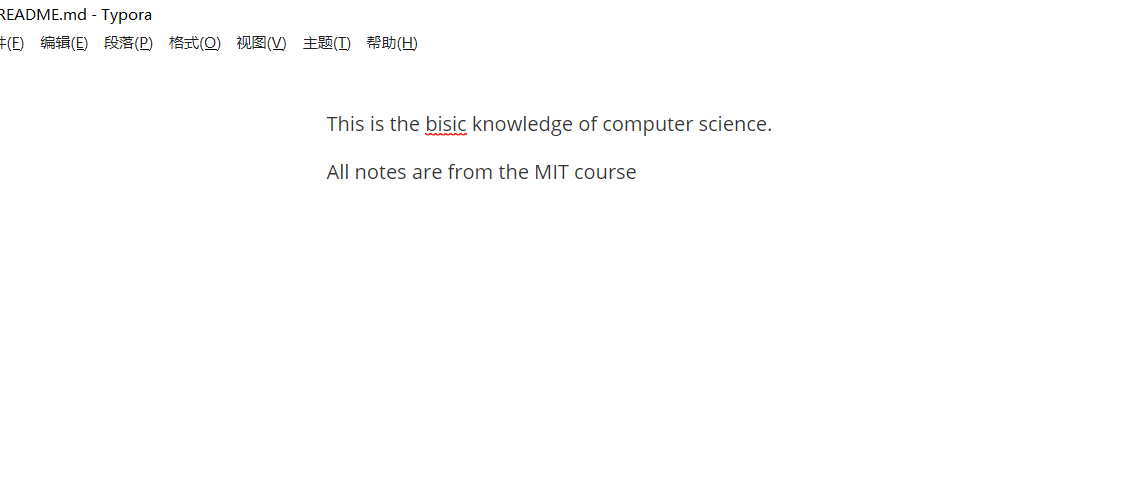 README.md - Typora
件(F) 编辑(E) 段落(P) 格式(O) 视图(V) 主题(T) 帮助(H)
This is the bisic knowledge of computer science.
All notes are from the MIT course